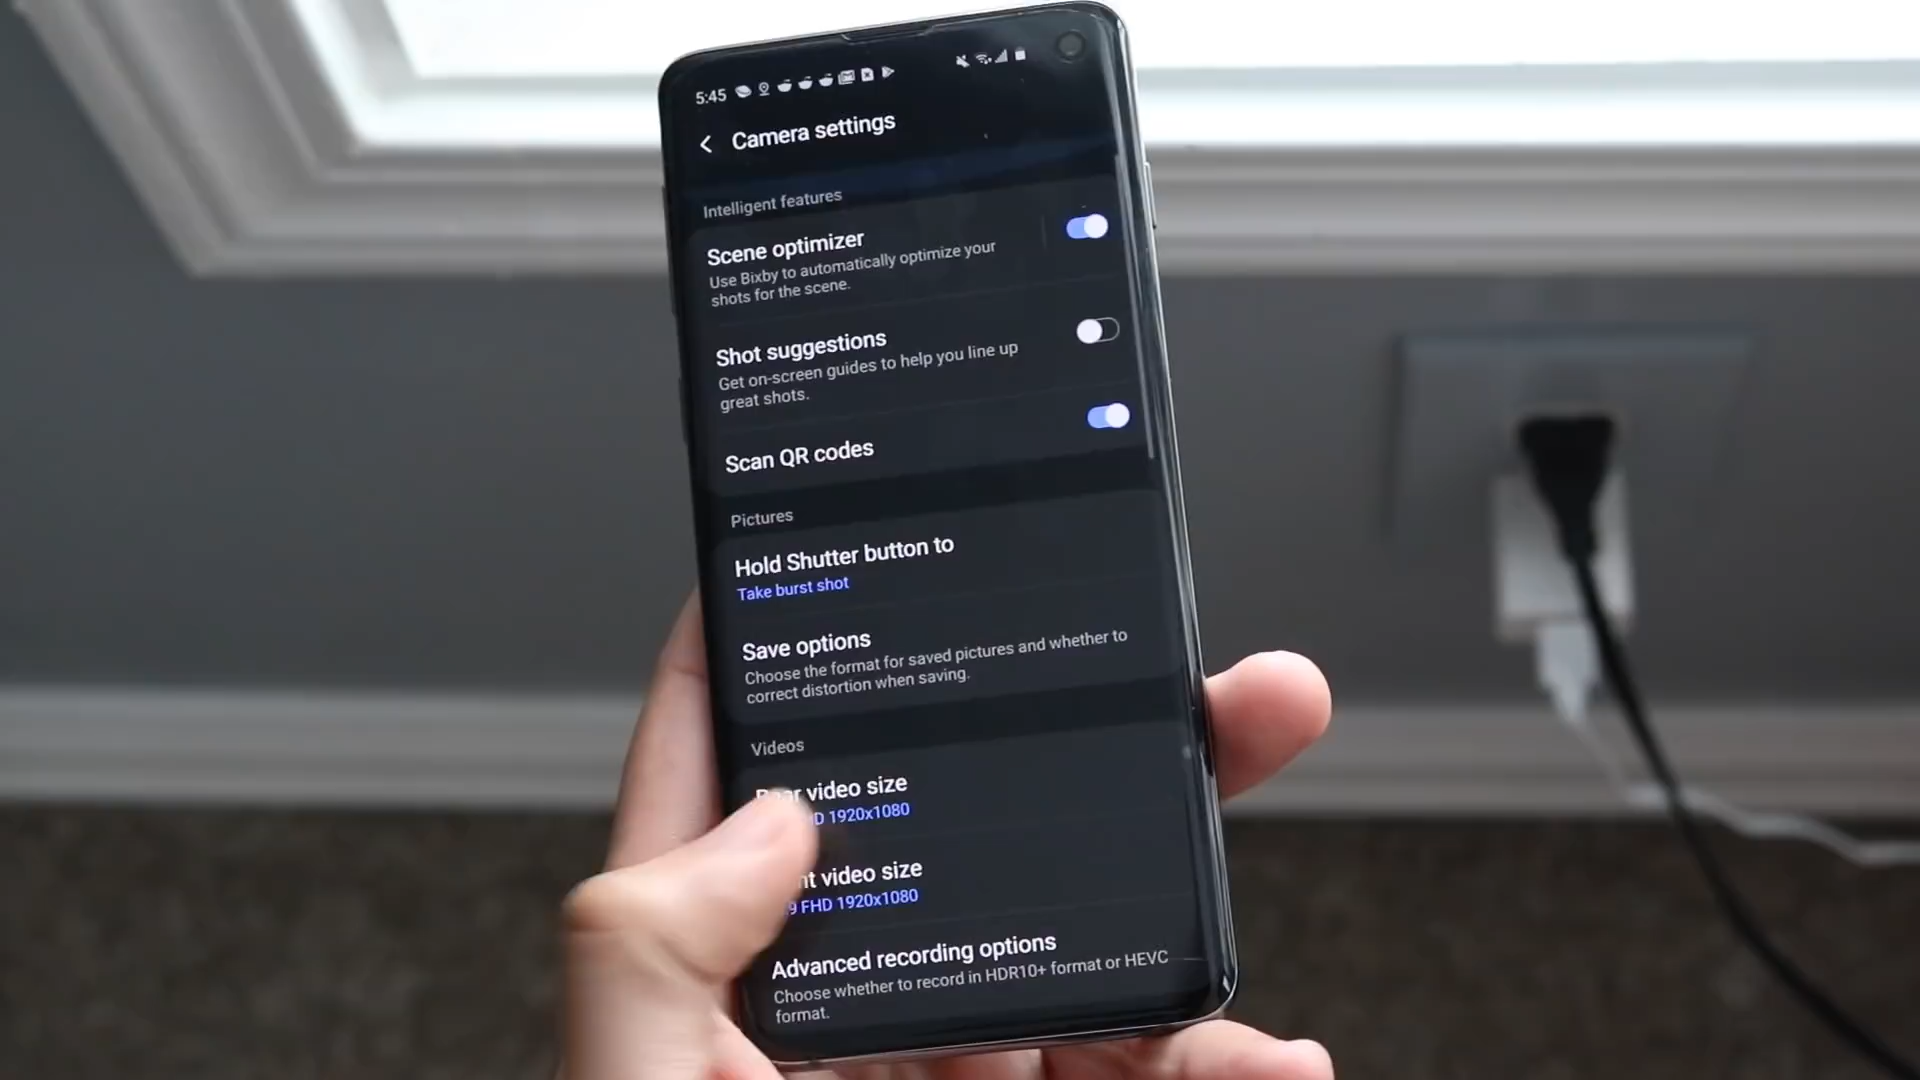 5:45
Camera settings
Intelligent features
Scene optimizer
Use Bixby to automatically optimize your
shots for the scene.
Shot suggestions
Get on-screen guides to help you line up
great shots.
Scan QR codes
Pictures
Hold Shutter button to
Take burst shot
Save options
Choose the format for saved pictures and whether to
correct distortion when saving.
Videos
video size
1920x1080
video size
FHD 1920x1080
Advanced recording options
Choose whether to record in HDR10+ format or HEVC
format.